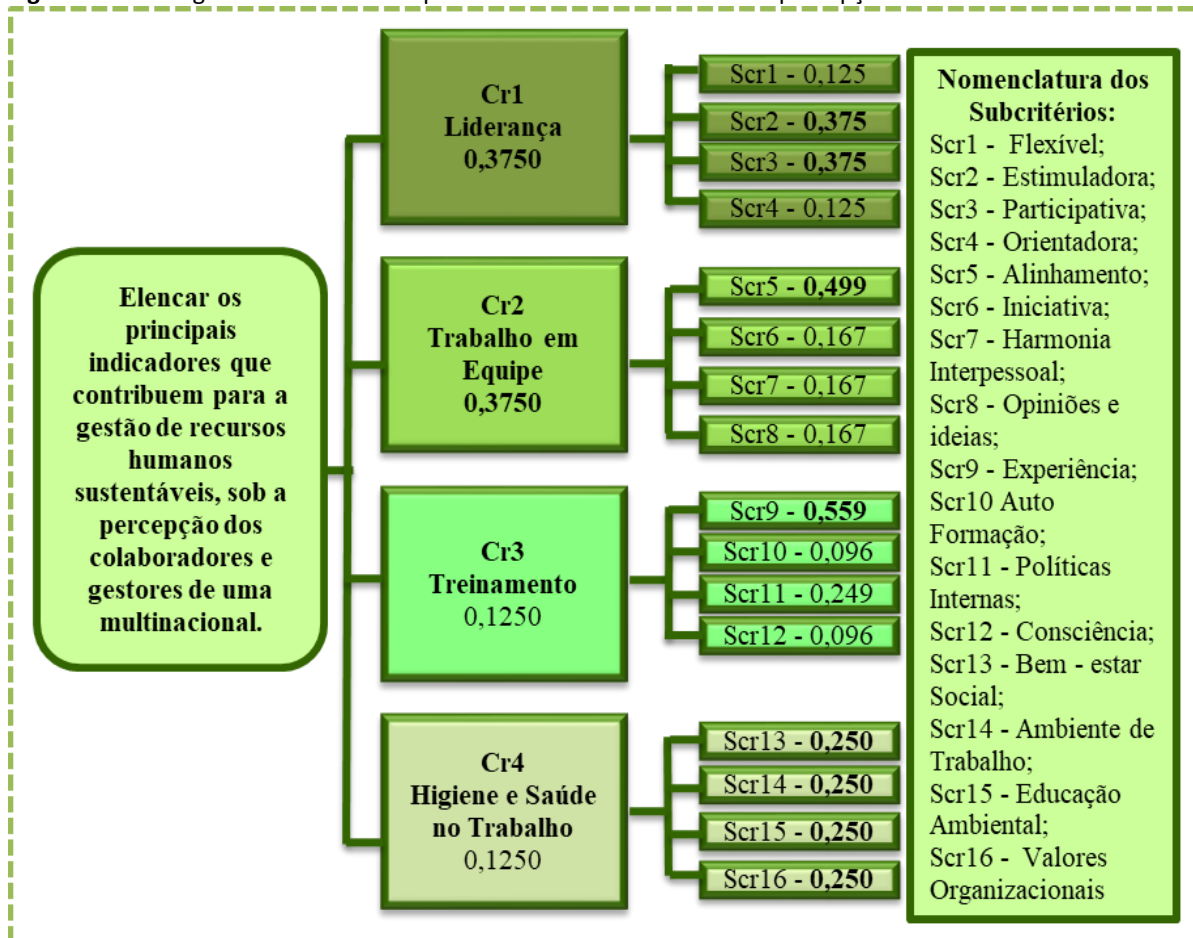 Elencar os
principais
indicadores que
contribuem para a
gestão de recursos
humanos
sustentáveis, sob a
percepção dos
colaboradores e
gestores de uma
multinacional.
Cr1
Liderança
0,3750
Scr1 - 0,125
Scr2 - 0,375
Scr3 - 0,375
Scr4 - 0,125
Cr2
Trabalho em
Equipe
0,3750
Scr5 - 0,499
Scr6 - 0,167
Scr7 - 0,167
Scr8 - 0,167
Cr3
Treinamento
0,1250
Scr9 - 0,559
Scr10 - 0,096
Scr11 - 0,249
Scr12 - 0,096
Cr4
Higiene e Saúde
no Trabalho
0,1250
Scr13 - 0,250
Scr14 - 0,250
Scr15 - 0,250
Scr16 - 0,250
Nomenclatura dos
Subcritérios:
Scr1 - Flexível;
Scr2 - Estimuladora;
Scr3 - Participativa;
Scr4 - Orientadora;
Scr5 - Alinhamento;
Scr6 - Iniciativa;
Scr7 - Harmonia
Interpessoal;
Scr8 - Opiniões e
ideias;
Scr9 - Experiência;
Scr10 Auto
Formação;
Scr11 - Políticas
Internas;
Scr12 - Consciência;
Scr13 - Bem - estar
Social;
Scr14 - Ambiente de
Trabalho;
Scr15 - Educação
Ambiental;
Scr16 - Valores
Organizacionais